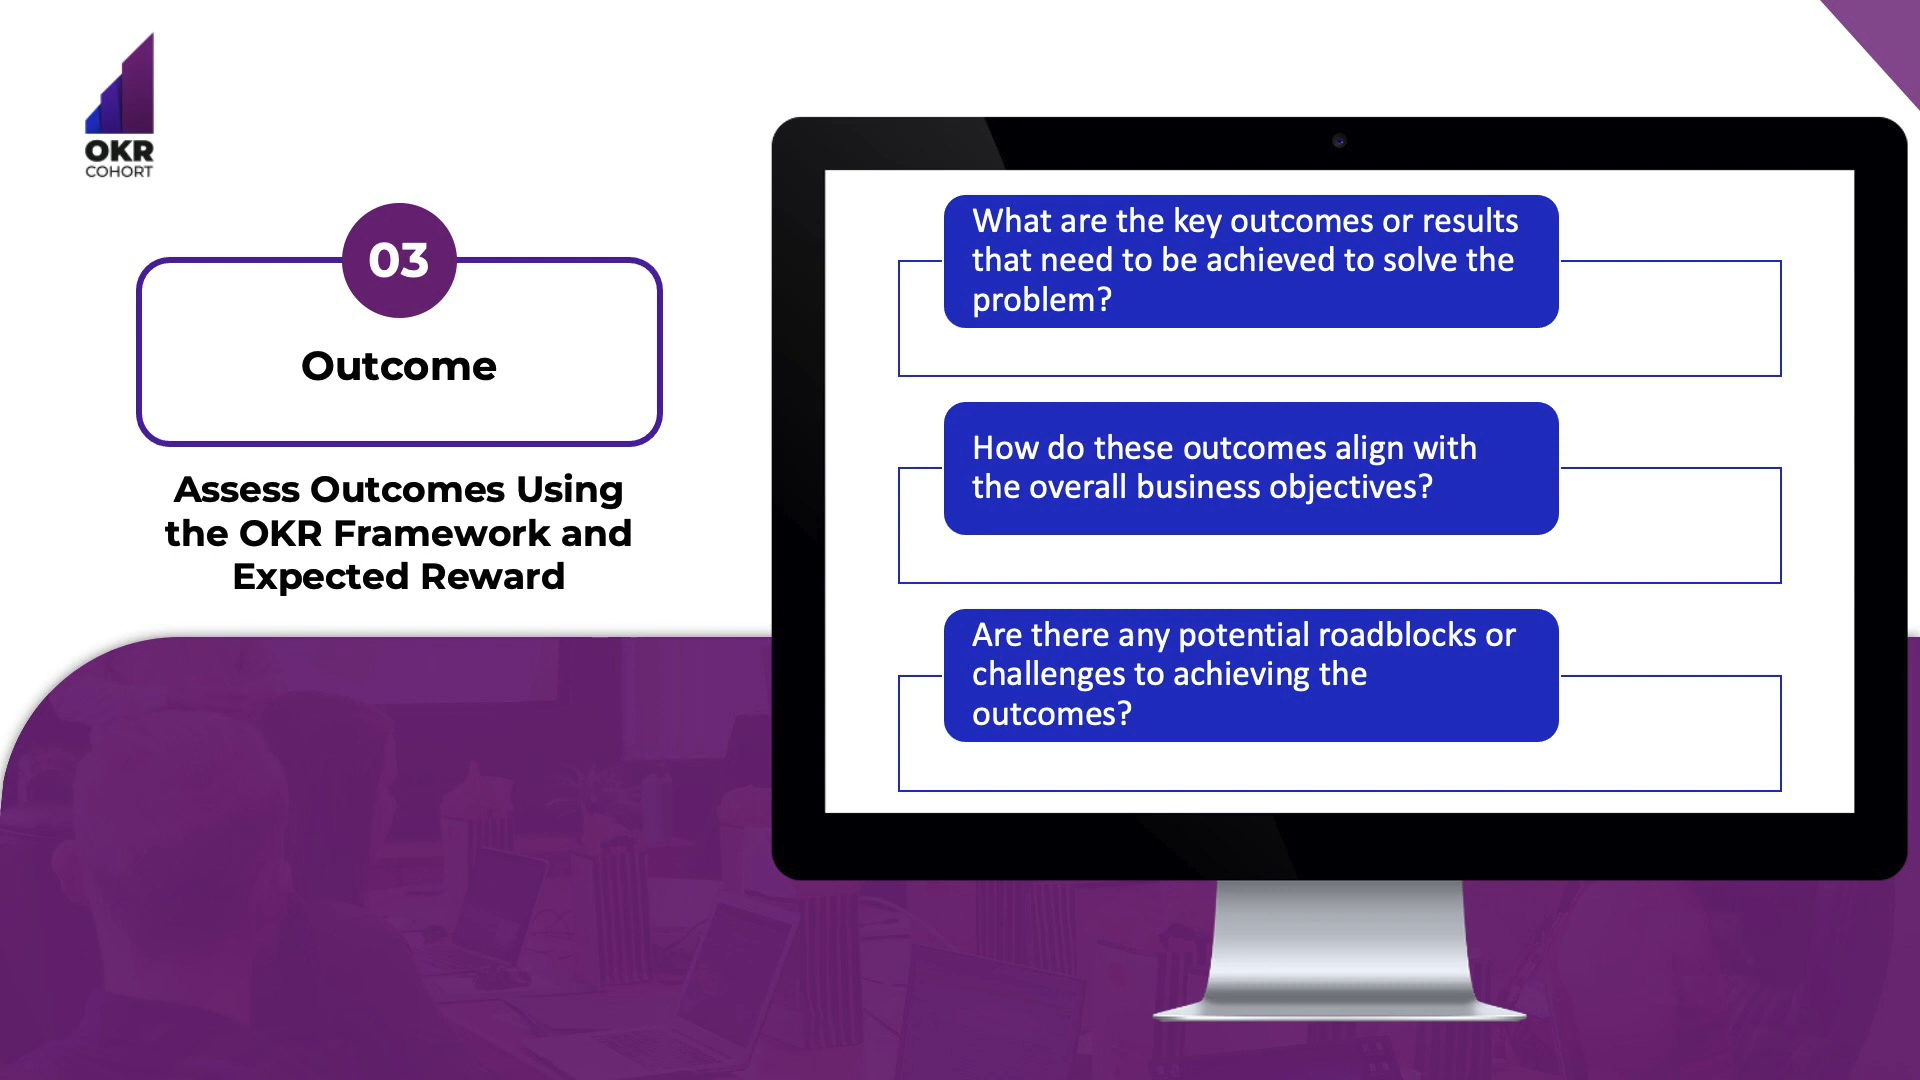 OKR
COHORT
03
Outcome
Assess Outcomes Using
the OKR Framework and
Expected Reward
What are the key outcomes or results
that need to be achieved to solve the
problem?
How do these outcomes align with
the overall business objectives?
Are there any potential roadblocks or
challenges to achieving the
outcomes?